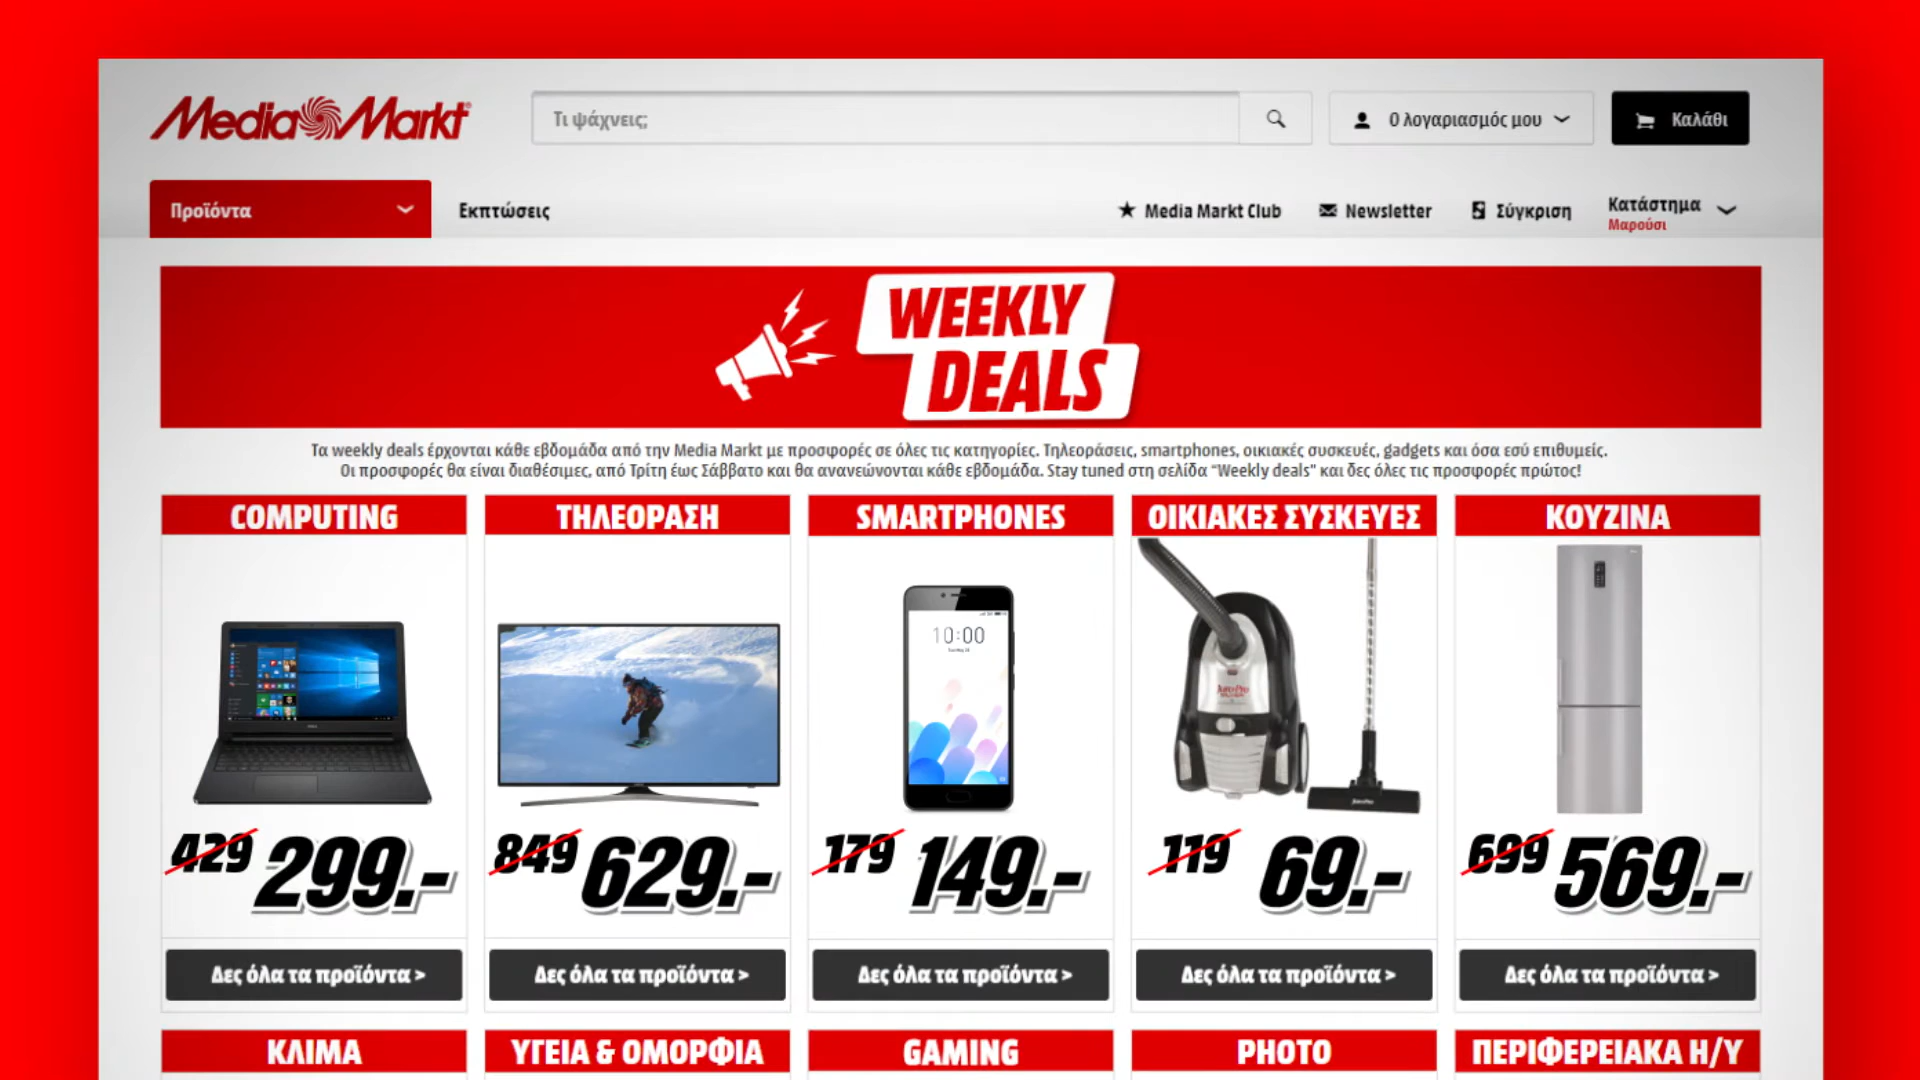 Media Markt
Τι ψάχνεις;
Ο λογαριασμός μου
Καλάθι
Προϊόντα
Εκπτώσεις
Media Markt Club
Newsletter
Σύγκριση
Κατάστημα
Μαρούσι
WEEKLY
DEALS
Τα weekly deals έρχονται κάθε εβδομάδα από την Media Markt με προσφορές σε όλες τις κατηγορίες. Τηλεοράσεις, smartphones, οικιακές συσκευές, gadgets και όσα εσύ επιθυμείς.
Οι προσφορές θα είναι διαθέσιμες, από Τρίτη έως Σάββατο και θα ανανεώνονται κάθε εβδομάδα. Stay tuned στη σελίδα “Weekly deals” και δες όλες τις προσφορές πρώτος!
COMPUTING
ΤΗΛΕΟΡΑΣΗ
SMARTPHONES
ΟΙΚΙΑΚΕΣ ΣΥΣΚΕΥΕΣ
ΚΟΥΖΙΝΑ
10:00
429 299.-
849 629.-
179 149.-
119 69.-
699 569.-
Δες όλα τα προϊόντα >
Δες όλα τα προϊόντα >
Δες όλα τα προϊόντα >
Δες όλα τα προϊόντα >
Δες όλα τα προϊόντα >
ΚΛΙΜΑ
ΥΓΕΙΑ & ΟΜΟΡΦΙΑ
GAMING
PHOTO
ΠΕΡΙΦΕΡΕΙΑΚΑ Η/Υ